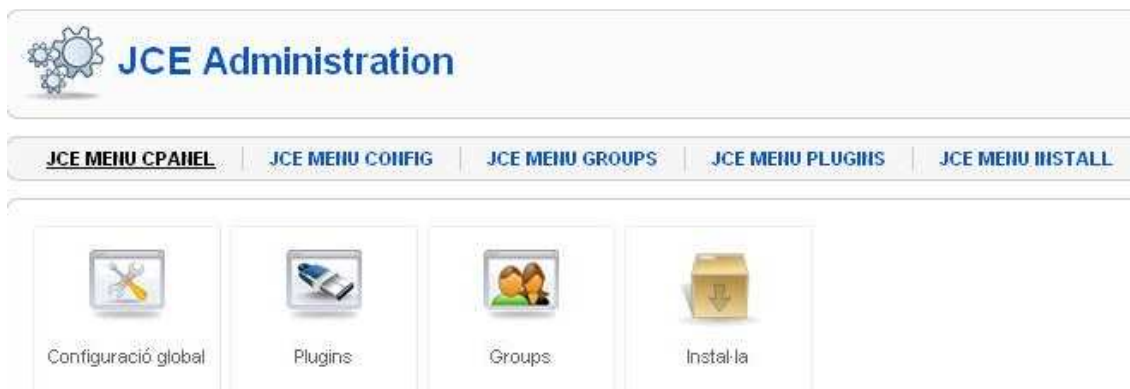 JCE Administration
JCE MENU CPANEL JCE MENU CONFIG JCE MENU GROUPS JCE MENU PLUGINS JCE MENU INSTALL
Configuració global Plugins Groups Instal·la